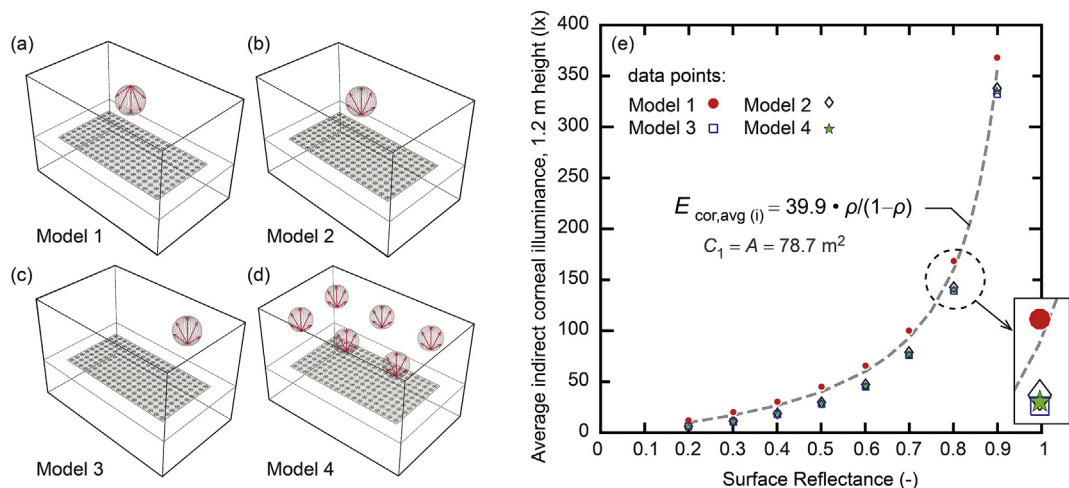 (a)
(b)
Model 1
Model 2
(c)
(d)
Model 3
Model 4
(e)
data points:
Model 1 Model 2
Model 3 Model 4
E cor,avg (i) = 39.9 • ρ/(1–ρ)
C1 = A = 78.7 m²
Average indirect corneal illuminance, 1.2 m height (lx)
400
350
300
250
200
150
100
50
0
0 0.1 0.2 0.3 0.4 0.5 0.6 0.7 0.8 0.9 1
Surface Reflectance (-)